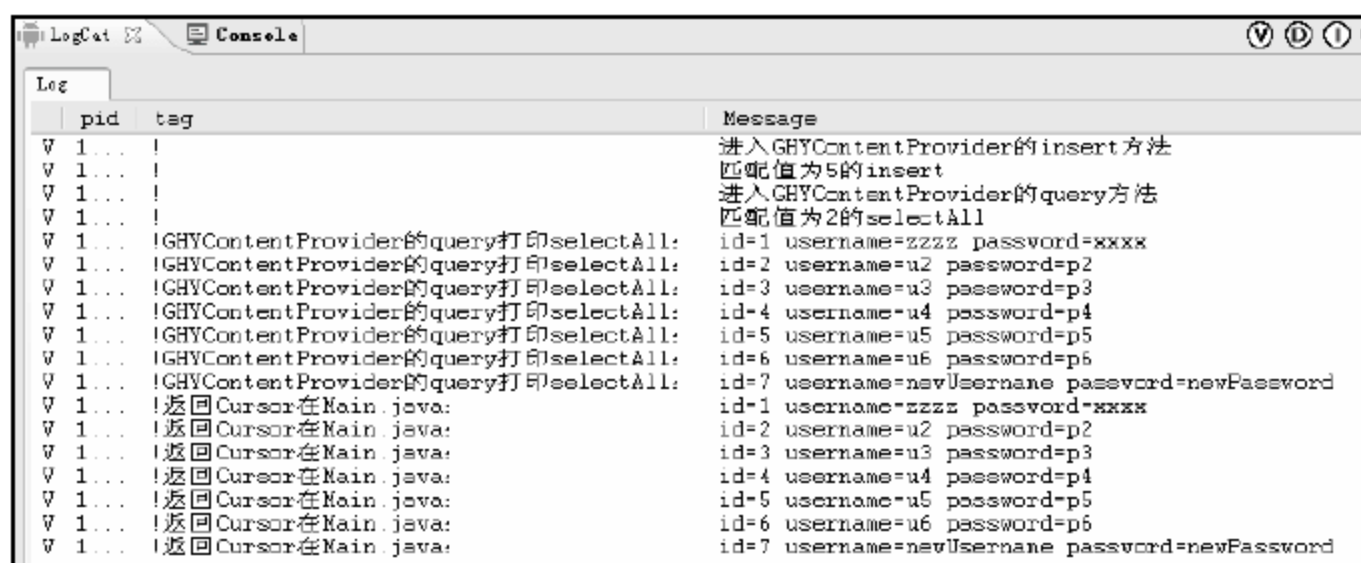 LogCat Console V D I
Log
pid tag Message
V 1... ! 进入GHYContentProvider的insert方法
V 1... ! 匹配值为5的insert
V 1... ! 进入GHYContentProvider的query方法
V 1... ! 匹配值为2的selectAll
V 1... !GHYContentProvider的query打印selectAll: id=1 username=zzzz password=xxxx
V 1... !GHYContentProvider的query打印selectAll: id=2 username=u2 password=p2
V 1... !GHYContentProvider的query打印selectAll: id=3 username=u3 password=p3
V 1... !GHYContentProvider的query打印selectAll: id=4 username=u4 password=p4
V 1... !GHYContentProvider的query打印selectAll: id=5 username=u5 password=p5
V 1... !GHYContentProvider的query打印selectAll: id=6 username=u6 password=p6
V 1... !GHYContentProvider的query打印selectAll: id=7 username=newUsername password=newPassword
V 1... !返回Cursor在Main.java: id=1 username=zzzz password=xxxx
V 1... !返回Cursor在Main.java: id=2 username=u2 password=p2
V 1... !返回Cursor在Main.java: id=3 username=u3 password=p3
V 1... !返回Cursor在Main.java: id=4 username=u4 password=p4
V 1... !返回Cursor在Main.java: id=5 username=u5 password=p5
V 1... !返回Cursor在Main.java: id=6 username=u6 password=p6
V 1... !返回Cursor在Main.java: id=7 username=newUsername password=newPassword